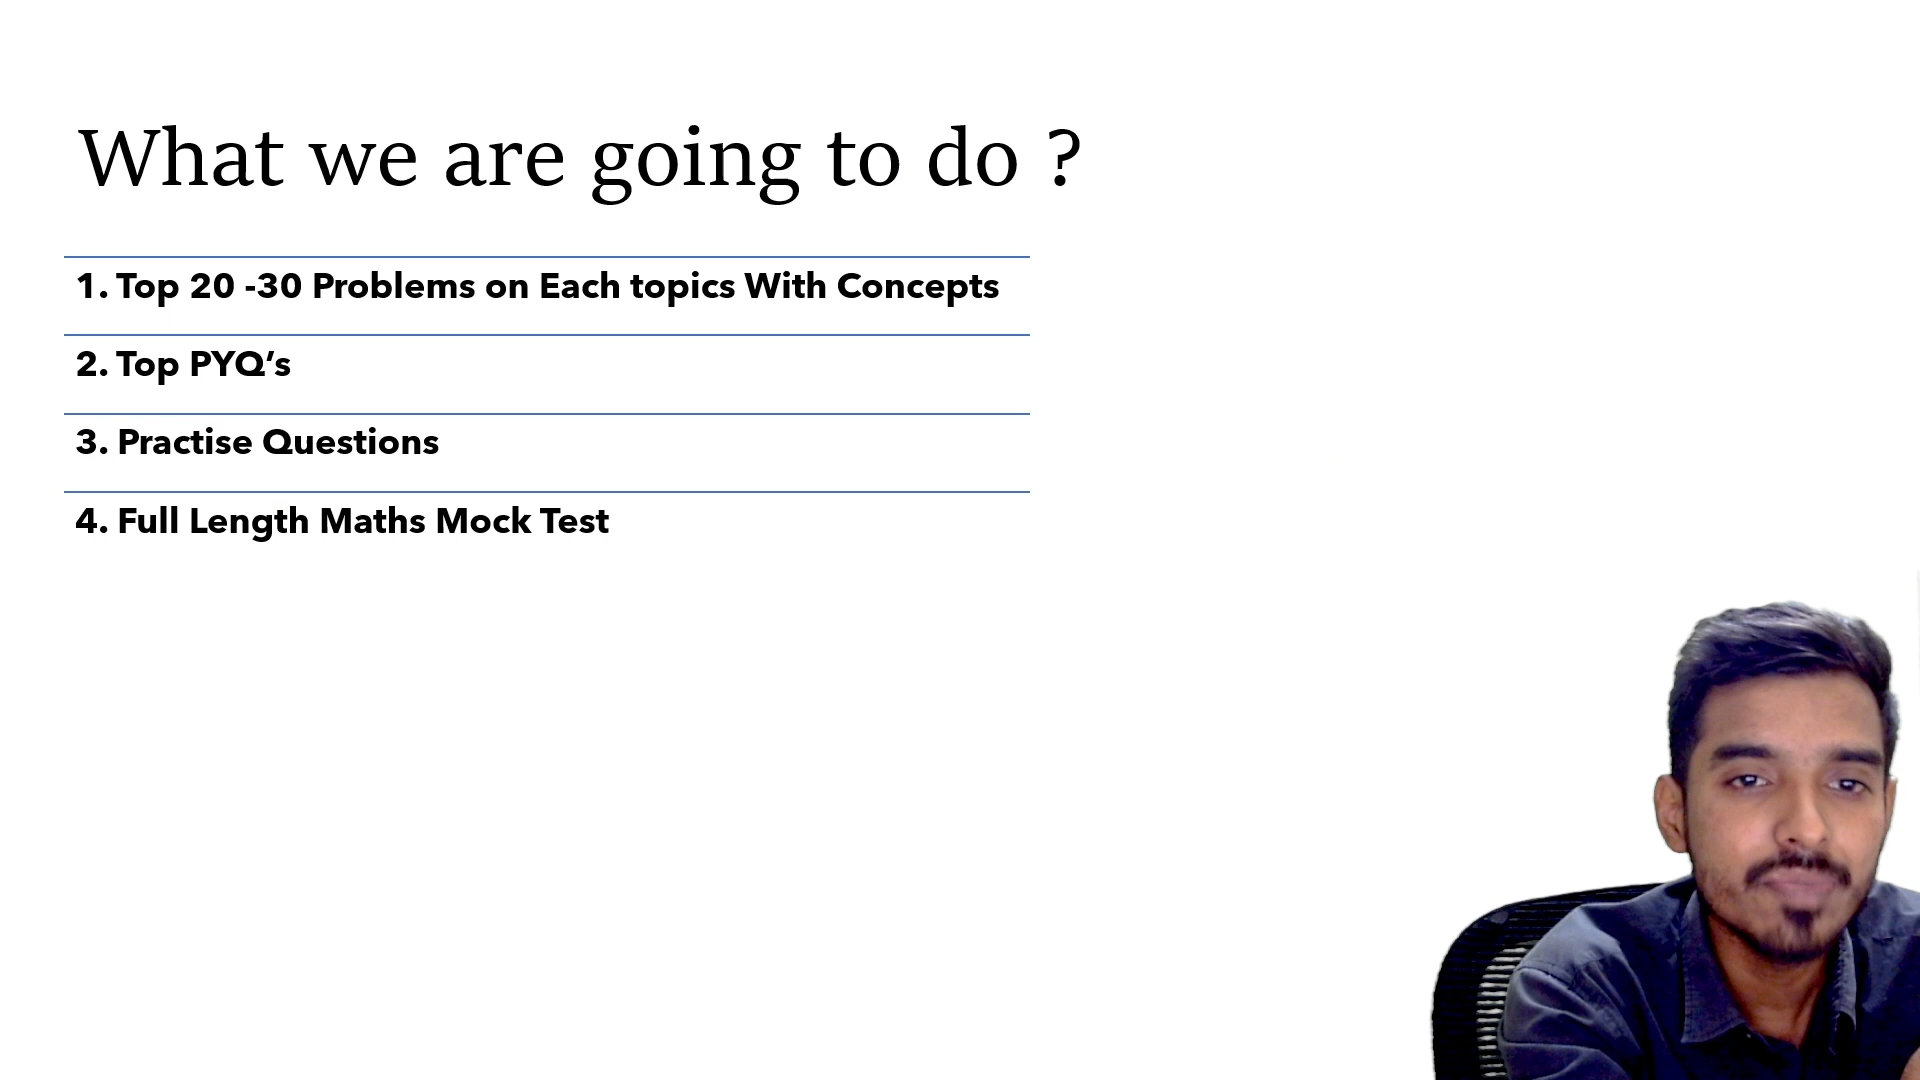 What we are going to do ?
1. Top 20 -30 Problems on Each topics With Concepts
2. Top PYQ’s
3. Practise Questions
4. Full Length Maths Mock Test